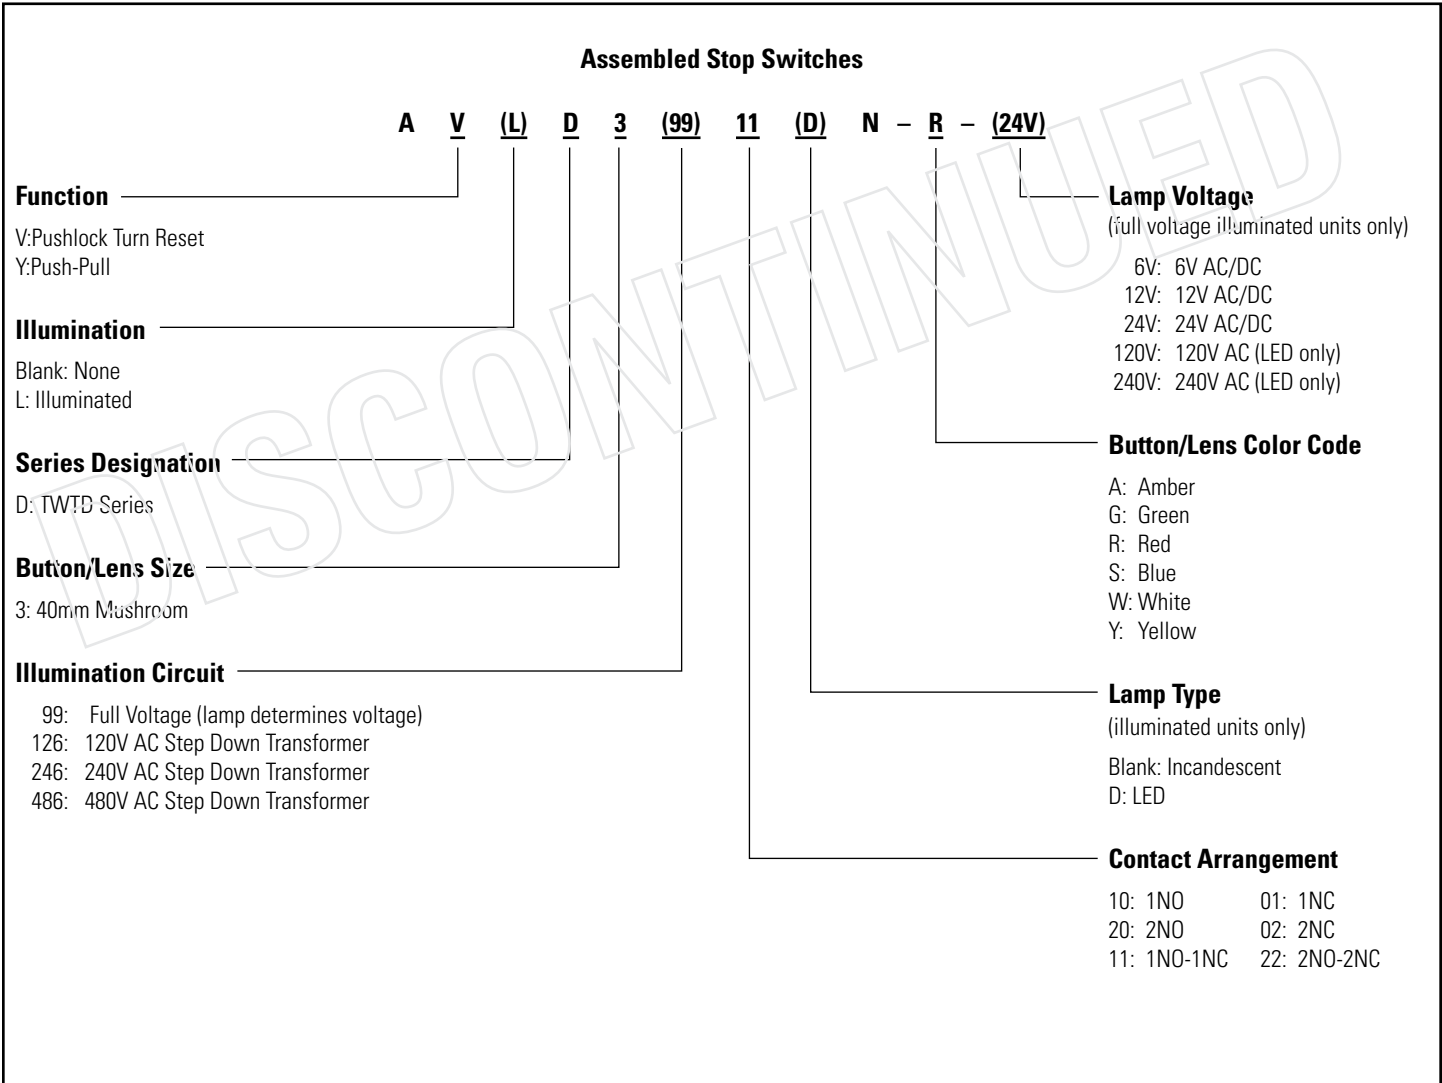 Assembled Stop Switches
A V (L) D 3 (99) 11 (D) N – R – (24V)
Function
V:Pushlock Turn Reset
Y:Push-Pull
Illumination
Blank: None
L: Illuminated
Series Designation
D: TWTD Series
Button/Lens Size
3: 40mm Mushroom
Illumination Circuit
99: Full Voltage (lamp determines voltage)
126: 120V AC Step Down Transformer
246: 240V AC Step Down Transformer
486: 480V AC Step Down Transformer
Lamp Voltage
(full voltage illuminated units only)
6V: 6V AC/DC
12V: 12V AC/DC
24V: 24V AC/DC
120V: 120V AC (LED only)
240V: 240V AC (LED only)
Button/Lens Color Code
A: Amber
G: Green
R: Red
S: Blue
W: White
Y: Yellow
Lamp Type
(illuminated units only)
Blank: Incandescent
D: LED
Contact Arrangement
10: 1NO 01: 1NC
20: 2NO 02: 2NC
11: 1NO-1NC 22: 2NO-2NC
DISCONTINUED